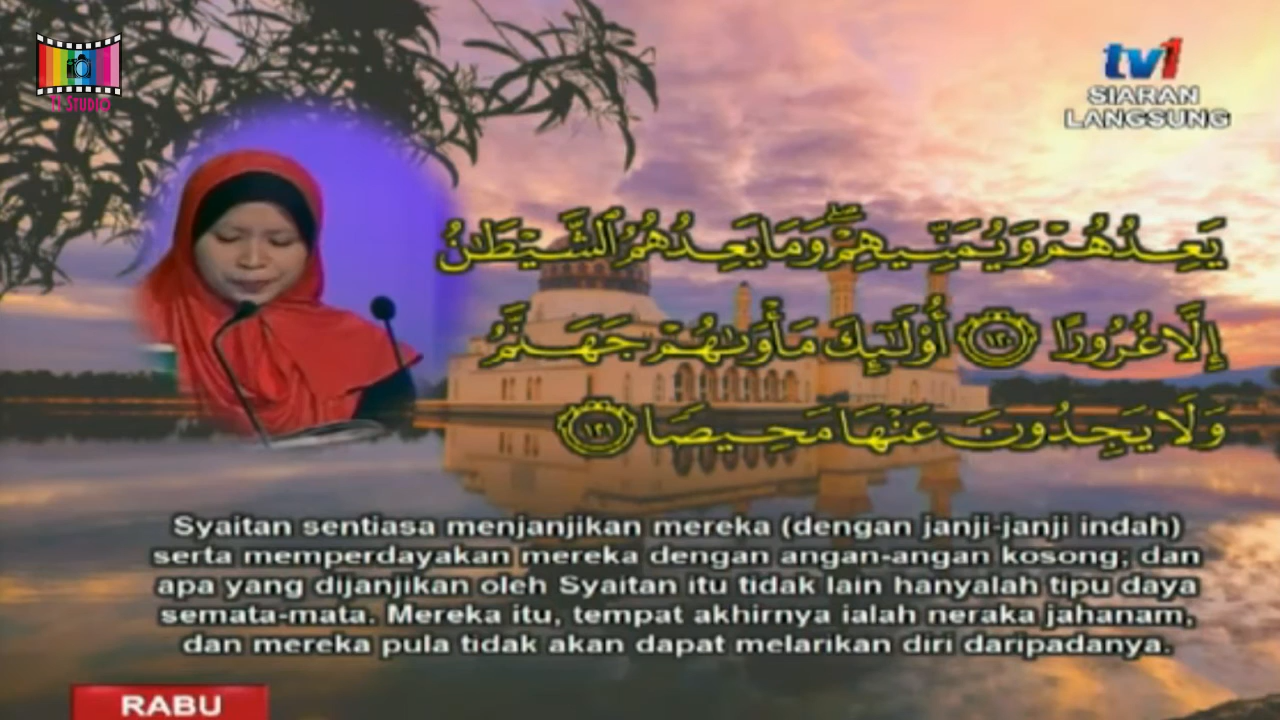 TZ STUDIO
tv1
SIARAN
LANGSUNG
يَعِدُهُمْ وَيُمَنِّيهِمْ ۖ وَمَا يَعِدُهُمُ ٱلشَّيْطَٰنُ
إِلَّا غُرُورًا ١٢٠ أُو۟لَٰٓئِكَ مَأْوَىٰهُمْ جَهَنَّمُ
وَلَا يَجِدُونَ عَنْهَا مَحِيصًا ١٢١
Syaitan sentiasa menjanjikan mereka (dengan janji-janji indah)
serta memperdayakan mereka dengan angan-angan kosong; dan
apa yang dijanjikan oleh Syaitan itu tidak lain hanyalah tipu daya
semata-mata. Mereka itu, tempat akhirnya ialah neraka jahanam,
dan mereka pula tidak akan dapat melarikan diri daripadanya.
RABU